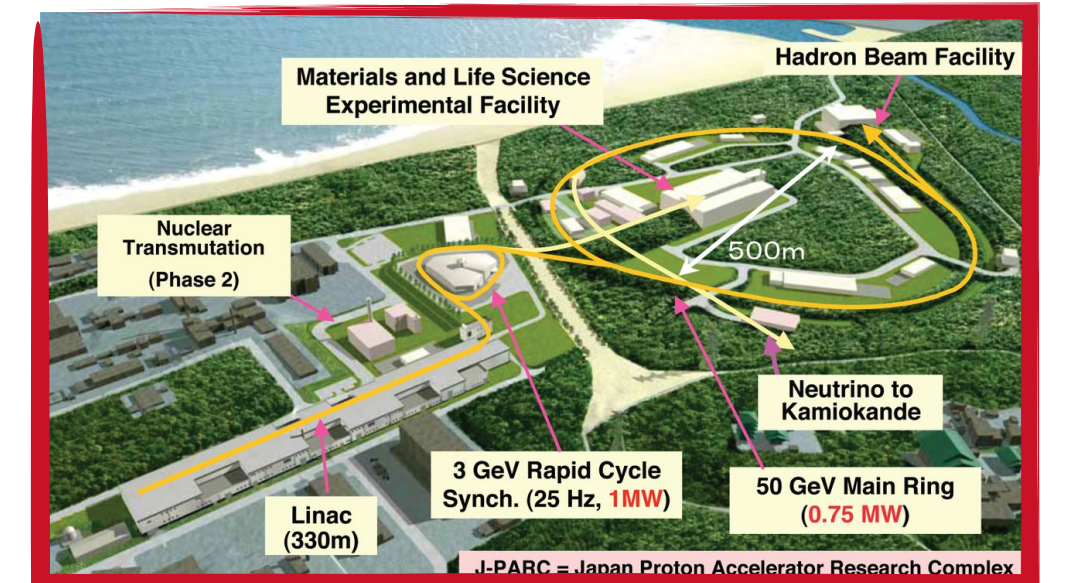 Hadron Beam Facility
Materials and Life Science
Experimental Facility
Nuclear
Transmutation
(Phase 2)
500m
Neutrino to
Kamiokande
3 GeV Rapid Cycle
Synch. (25 Hz, 1MW)
50 GeV Main Ring
(0.75 MW)
Linac
(330m)
J-PARC = Japan Proton Accelerator Research Complex